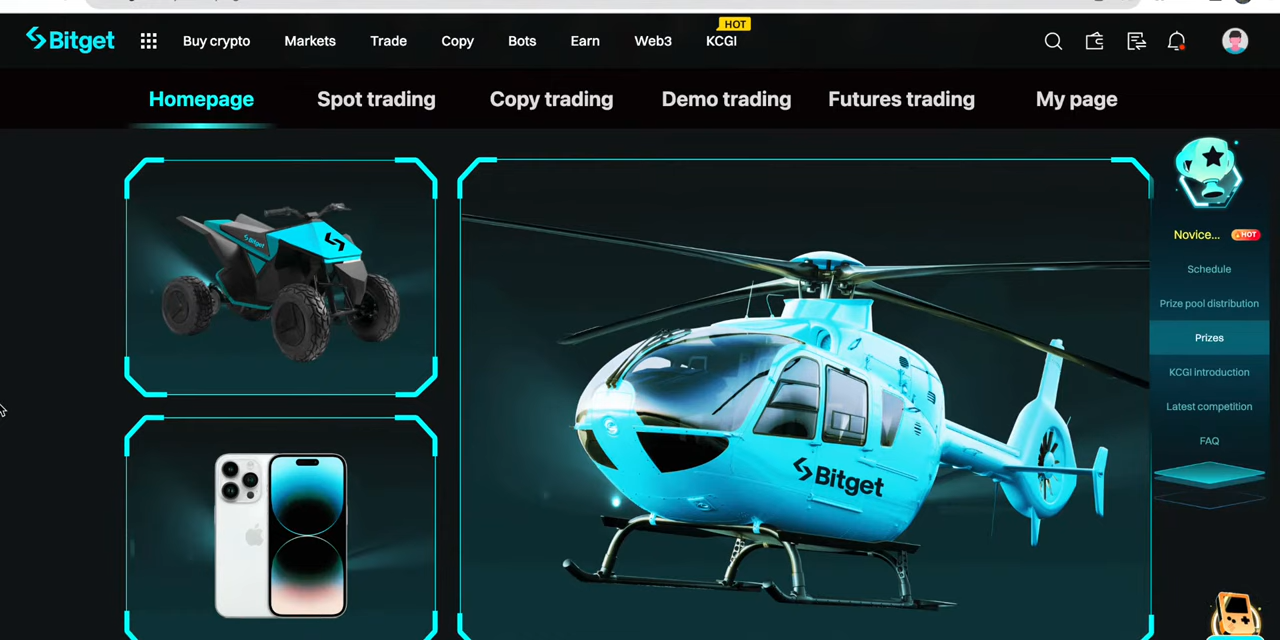 HOT
Bitget Buy crypto Markets Trade Copy Bots Earn Web3 KCGI
Homepage Spot trading Copy trading Demo trading Futures trading My page
Novice... HOT
Schedule
Prize pool distribution
Prizes
KCGI introduction
Latest competition
FAQ
Bitget
Bitget